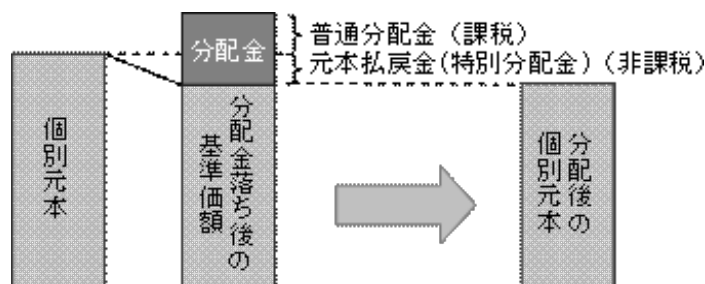 分配金
普通分配金（課税）
元本払戻金(特別分配金)（非課税）
個別元本
分配金落ち後の
基準価額
分配後の
個別元本